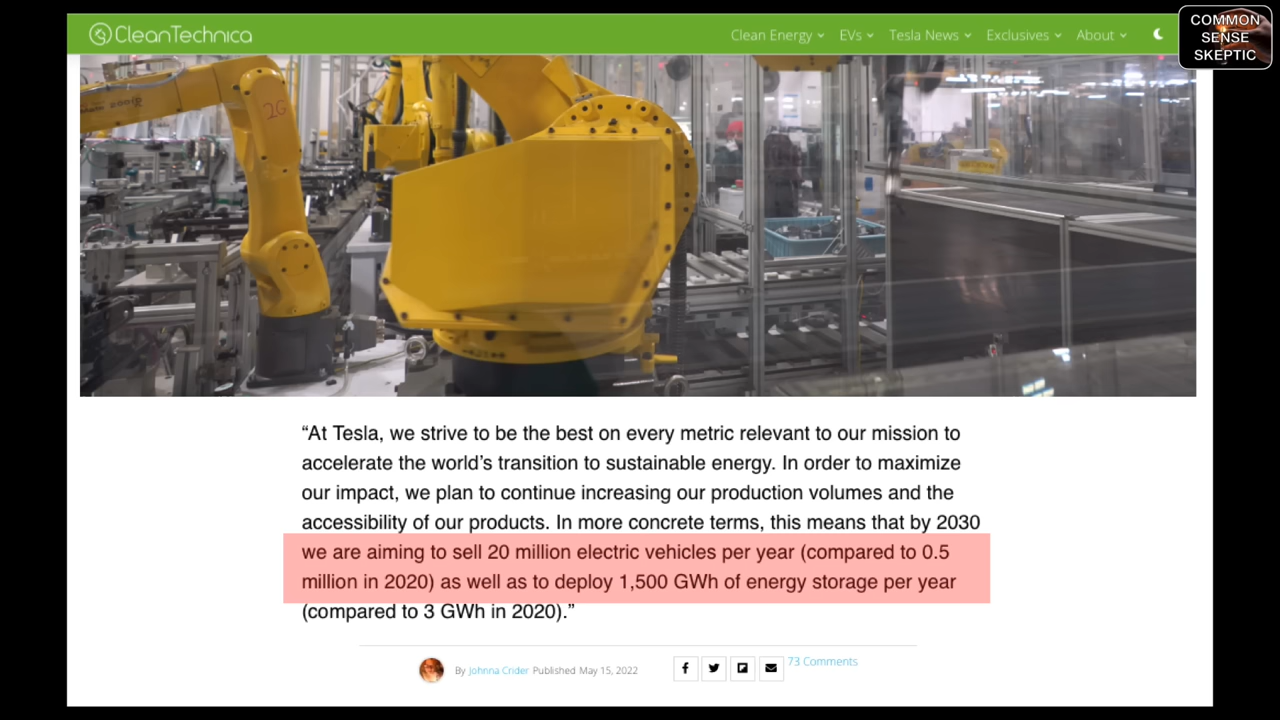 CleanTechnica
Clean Energy
EVs
Tesla News
Exclusives
About
COMMON
SENSE
SKEPTIC
2G
“At Tesla, we strive to be the best on every metric relevant to our mission to
accelerate the world’s transition to sustainable energy. In order to maximize
our impact, we plan to continue increasing our production volumes and the
accessibility of our products. In more concrete terms, this means that by 2030
we are aiming to sell 20 million electric vehicles per year (compared to 0.5
million in 2020) as well as to deploy 1,500 GWh of energy storage per year
(compared to 3 GWh in 2020).”
By Johnna Crider Published May 15, 2022
73 Comments